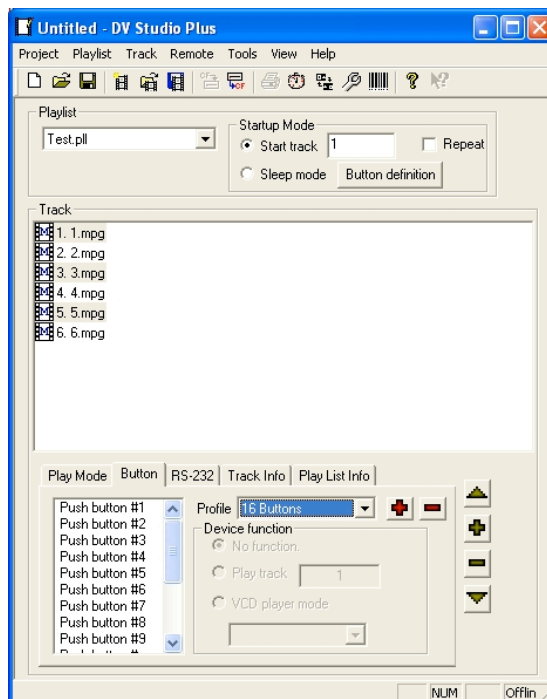 Untitled - DV Studio Plus
Project Playlist Track Remote Tools View Help
Playlist
Test.pll
Startup Mode
Start track 1 Repeat
Sleep mode Button definition
Track
1. 1.mpg
2. 2.mpg
3. 3.mpg
4. 4.mpg
5. 5.mpg
6. 6.mpg
Play Mode Button RS-232 Track Info Play List Info
Push button #1
Push button #2
Push button #3
Push button #4
Push button #5
Push button #6
Push button #7
Push button #8
Push button #9
Profile 16 Buttons
Device function
No function.
Play track 1
VCD player mode
NUM Offlin